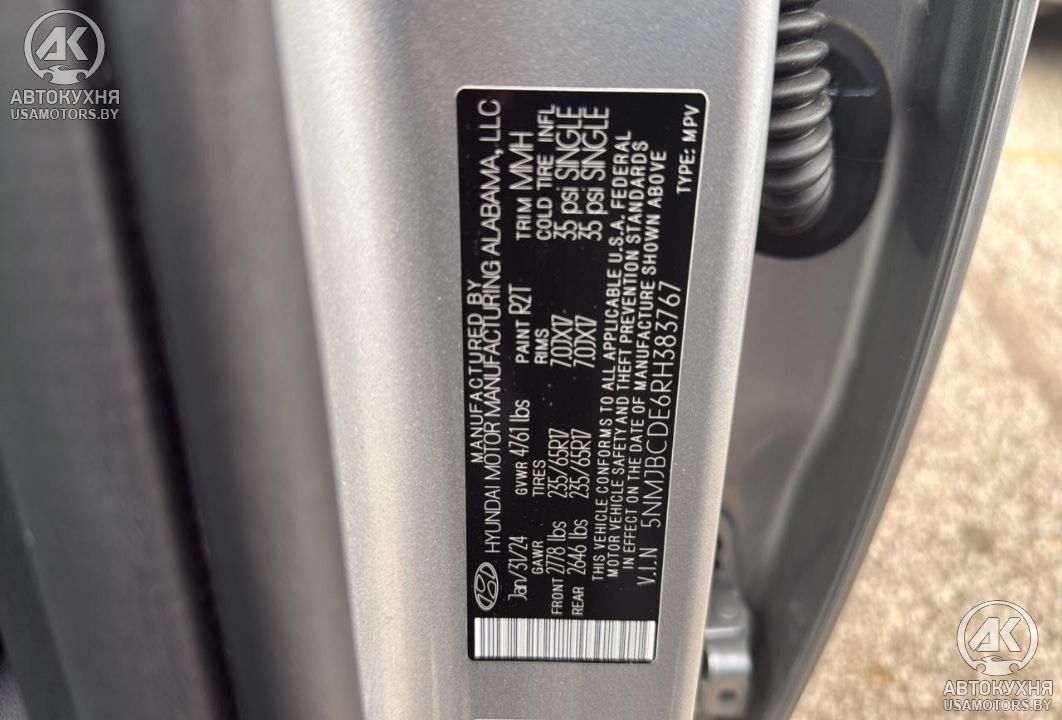 АВТОКУХНЯ
USAMOTORS.BY
MANUFACTURED BY
HYUNDAI MOTOR MANUFACTURING ALABAMA, LLC
Jan/31/24 GVWR 4761 lbs PAINT R2T TRIM MMH
GAWR TIRES RIMS COLD TIRE INFL
FRONT 2778 lbs 235/65R17 7.0JX17 35 psi SINGLE
REAR 2646 lbs 235/65R17 7.0JX17 35 psi SINGLE
THIS VEHICLE CONFORMS TO ALL APPLICABLE U.S.A. FEDERAL
MOTOR VEHICLE SAFETY AND THEFT PREVENTION STANDARDS
IN EFFECT ON THE DATE OF MANUFACTURE SHOWN ABOVE
V.I.N 5NMJBCDE6RH383767 TYPE: MPV
АВТОКУХНЯ
USAMOTORS.BY